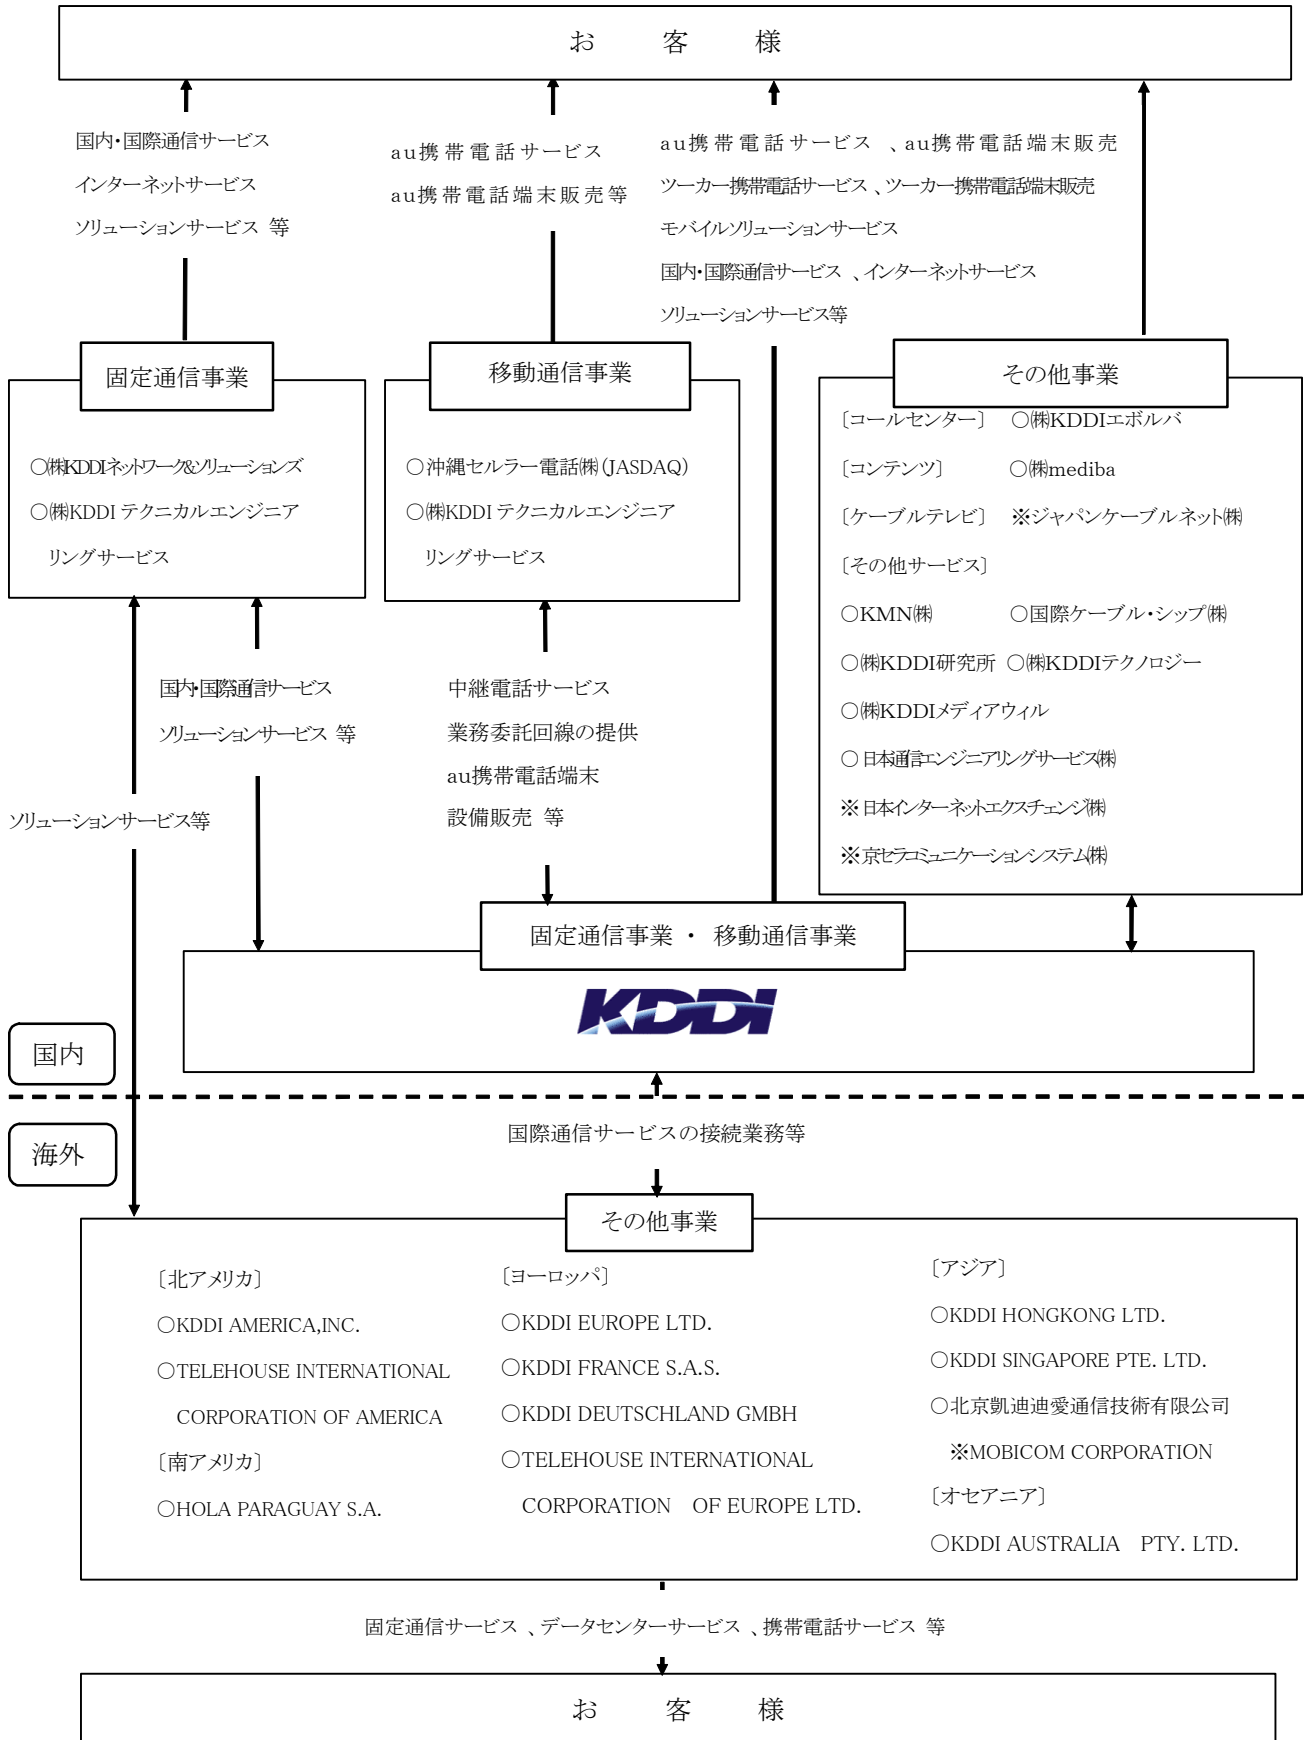 お 客 様
国内・国際通信サービス
インターネットサービス
ソリューションサービス 等
au携帯電話サービス
au携帯電話端末販売等
au携帯電話サービス 、au携帯電話端末販売
ツーカー携帯電話サービス、ツーカー携帯電話端末販売
モバイルソリューションサービス
国内・国際通信サービス 、インターネットサービス
ソリューションサービス等
固定通信事業
○㈱KDDIネットワーク&ソリューションズ
○㈱KDDI テクニカルエンジニア
リングサービス
移動通信事業
○沖縄セルラー電話㈱(JASDAQ)
○㈱KDDI テクニカルエンジニア
リングサービス
その他事業
〔コールセンター〕 ○㈱KDDIエボルバ
〔コンテンツ〕 ○㈱mediba
〔ケーブルテレビ〕 ※ジャパンケーブルネット㈱
〔その他サービス〕
○KMN㈱ ○国際ケーブル・シップ㈱
○㈱KDDI研究所 ○㈱KDDIテクノロジー
○㈱KDDIメディアウィル
○日本通信エンジニアリングサービス㈱
※日本インターネットエクスチェンジ㈱
※京セラコミュニケーションシステム㈱
国内・国際通信サービス
ソリューションサービス 等
中継電話サービス
業務委託回線の提供
au携帯電話端末
設備販売 等
ソリューションサービス等
固定通信事業 ・ 移動通信事業
KDDI
国内
海外
国際通信サービスの接続業務等
その他事業
〔北アメリカ〕
○KDDI AMERICA,INC.
○TELEHOUSE INTERNATIONAL
CORPORATION OF AMERICA
〔南アメリカ〕
○HOLA PARAGUAY S.A.
〔ヨーロッパ〕
○KDDI EUROPE LTD.
○KDDI FRANCE S.A.S.
○KDDI DEUTSCHLAND GMBH
○TELEHOUSE INTERNATIONAL
CORPORATION OF EUROPE LTD.
〔アジア〕
○KDDI HONGKONG LTD.
○KDDI SINGAPORE PTE. LTD.
○北京凱迪迪愛通信技術有限公司
※MOBICOM CORPORATION
〔オセアニア〕
○KDDI AUSTRALIA PTY. LTD.
固定通信サービス 、データセンターサービス 、携帯電話サービス 等
お 客 様